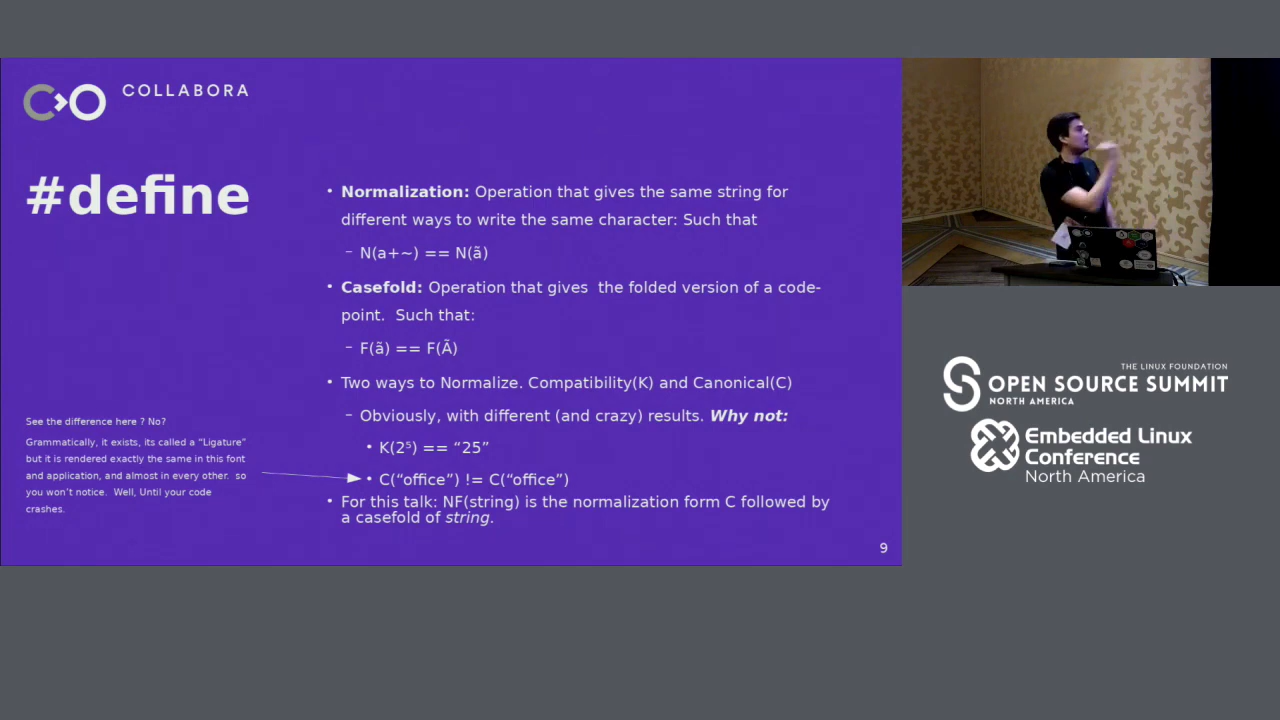 COLLABORA
#define
• Normalization: Operation that gives the same string for
different ways to write the same character: Such that
– N(a+~) == N(ã)
• Casefold: Operation that gives  the folded version of a code-
point.  Such that:
– F(ã) == F(Ã)
• Two ways to Normalize. Compatibility(K) and Canonical(C)
– Obviously, with different (and crazy) results. Why not:
• K(2⁵) == “25”
• C(“office”) != C(“office”)
• For this talk: NF(string) is the normalization form C followed by
a casefold of string.
See the difference here ? No?
Grammatically, it exists, its called a “Ligature”
but it is rendered exactly the same in this font
and application, and almost in every other.  so
you won’t notice.  Well, Until your code
crashes.
9
THE LINUX FOUNDATION
OPEN SOURCE SUMMIT
NORTH AMERICA
Embedded Linux
Conference
North America